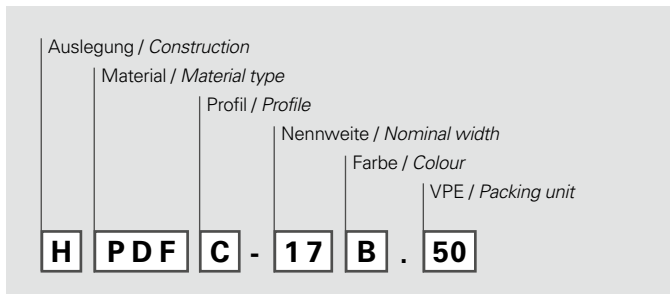 Auslegung / Construction
Material / Material type
Profil / Profile
Nennweite / Nominal width
Farbe / Colour
VPE / Packing unit
H PDF C - 17 B . 50